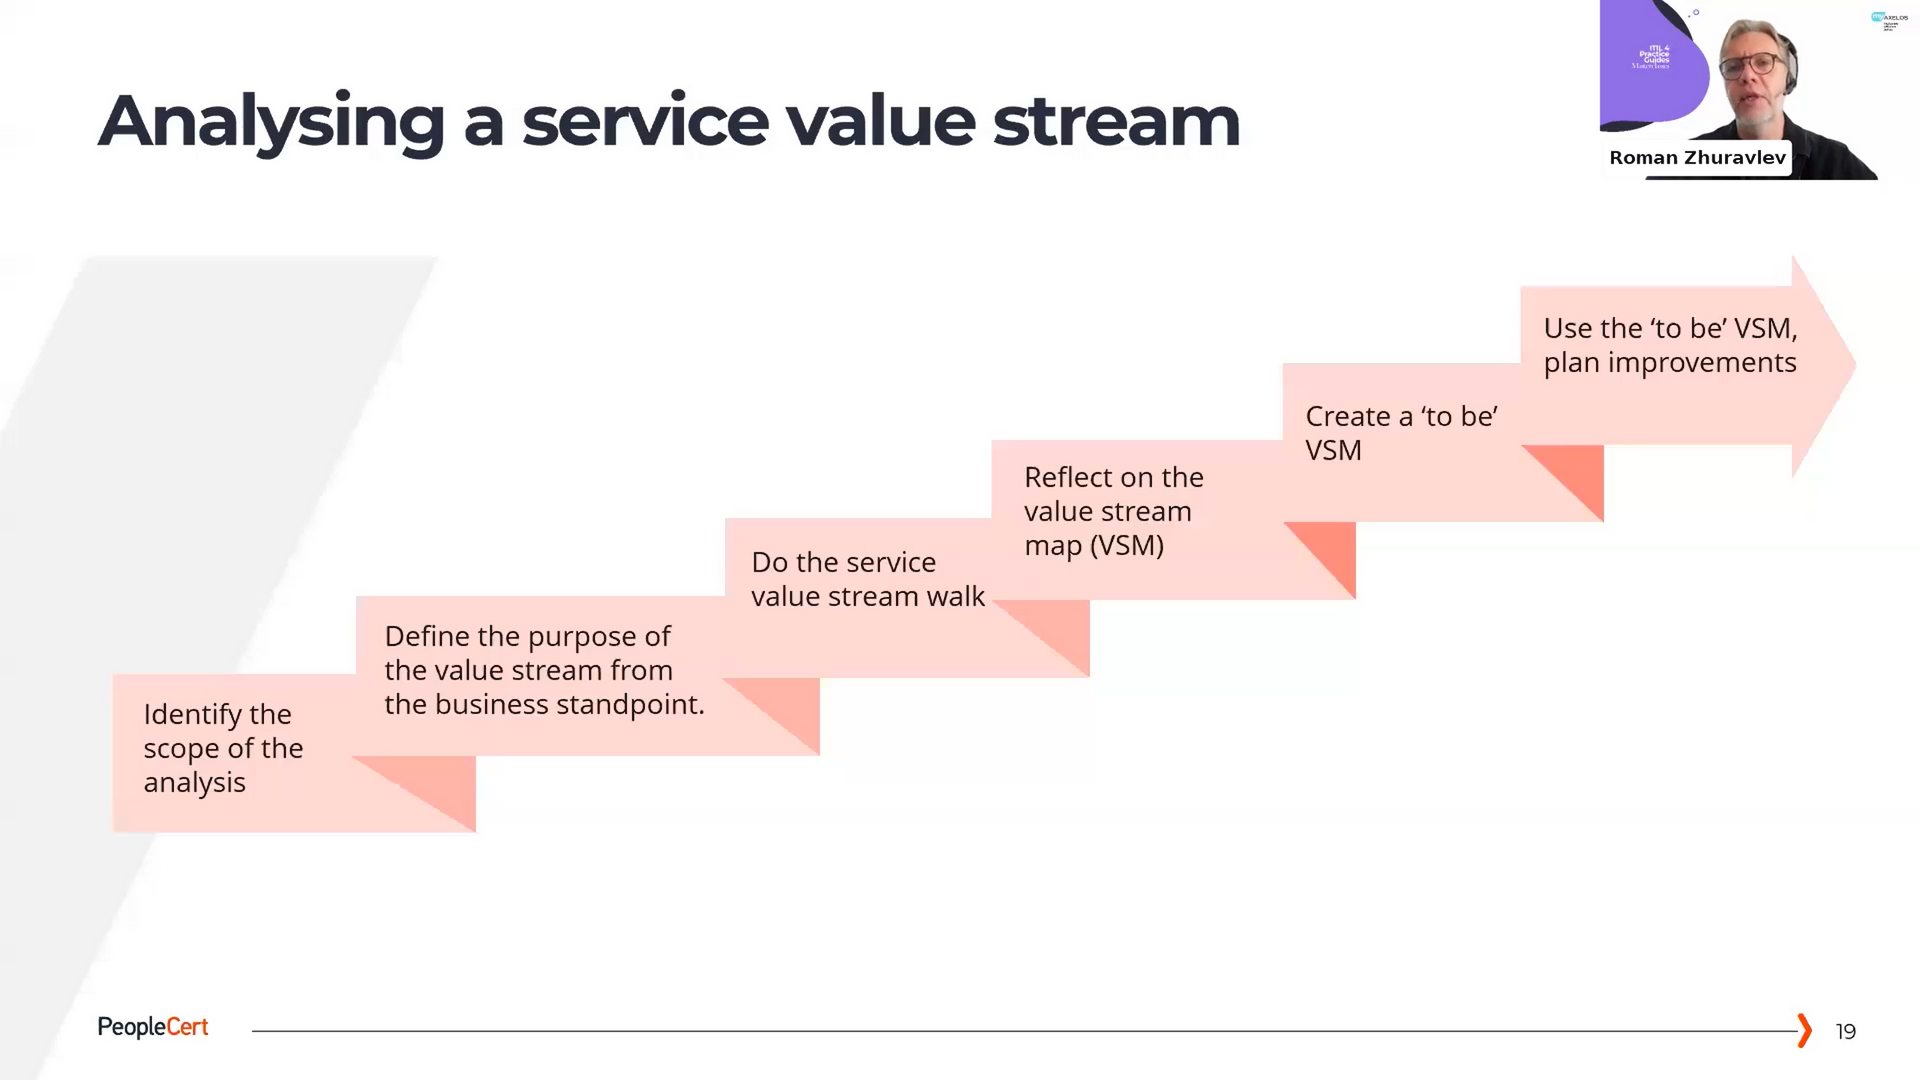 Analysing a service value stream
ITIL 4
Practice
Guides
Masterclasses
AXELOS
Roman Zhuravlev
Use the ‘to be’ VSM,
plan improvements
Create a ‘to be’
VSM
Reflect on the
value stream
map (VSM)
Do the service
value stream walk
Define the purpose of
the value stream from
the business standpoint.
Identify the
scope of the
analysis
PeopleCert
19